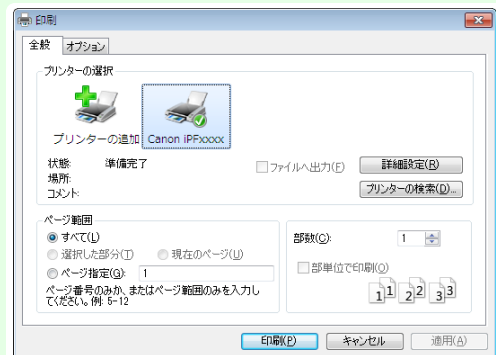 印刷
全般 オプション
プリンターの選択
プリンターの追加 Canon iPFxxxx
状態: 準備完了
場所:
コメント:
ファイルへ出力(F) 詳細設定(R)
プリンターの検索(D)...
ページ範囲
すべて(L)
選択した部分(T) 現在のページ(U)
ページ指定(G): 1
ページ番号のみか、またはページ範囲のみを入力し
てください。例: 5-12
部数(C): 1
部単位で印刷(O)
1 1 2 2 3 3
印刷(P) キャンセル 適用(A)